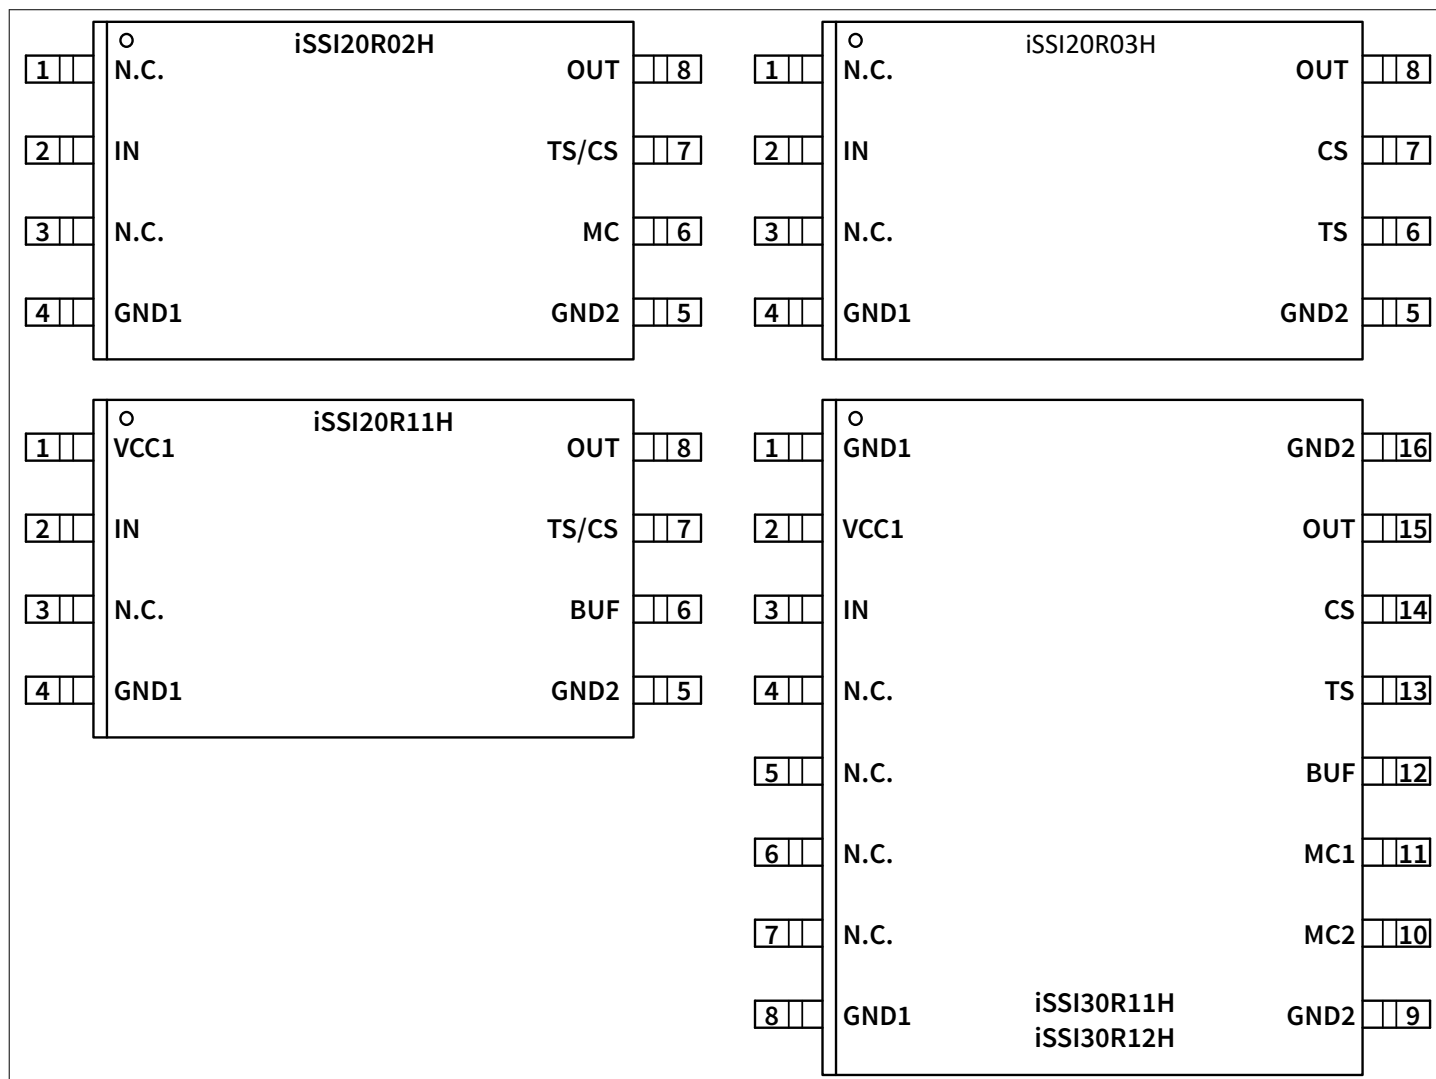 iSSI20R02H
1 N.C. OUT 8
2 IN TS/CS 7
3 N.C. MC 6
4 GND1 GND2 5
iSSI20R03H
1 N.C. OUT 8
2 IN CS 7
3 N.C. TS 6
4 GND1 GND2 5
iSSI20R11H
1 VCC1 OUT 8
2 IN TS/CS 7
3 N.C. BUF 6
4 GND1 GND2 5
1 GND1 GND2 16
2 VCC1 OUT 15
3 IN CS 14
4 N.C. TS 13
5 N.C. BUF 12
6 N.C. MC1 11
7 N.C. MC2 10
iSSI30R11H
8 GND1 GND2 9
iSSI30R12H